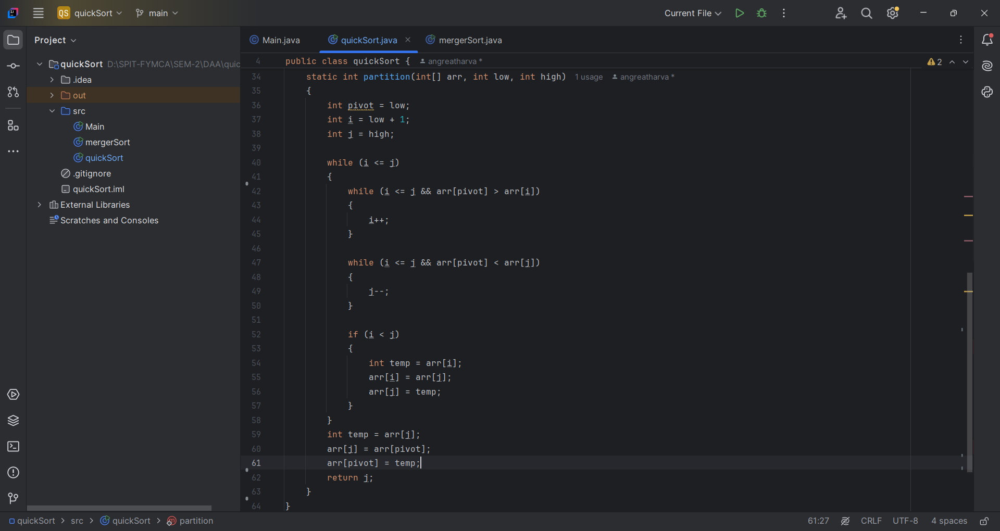 QS quickSort main Current File
Project
quickSort D:\SPIT-FYMCA\SEM-2\DAA\quic
.idea
out
src
Main
mergerSort
quickSort
.gitignore
quickSort.iml
External Libraries
Scratches and Consoles
Main.java quickSort.java mergerSort.java
4 public class quickSort { angreatharva * 2
34 static int partition(int[] arr, int low, int high) 1 usage angreatharva *
35 {
36 int pivot = low;
37 int i = low + 1;
38 int j = high;
39
40 while (i <= j)
41 {
42 while (i <= j && arr[pivot] > arr[i])
43 {
44 i++;
45 }
46
47 while (i <= j && arr[pivot] < arr[j])
48 {
49 j--;
50 }
51
52 if (i < j)
53 {
54 int temp = arr[i];
55 arr[i] = arr[j];
56 arr[j] = temp;
57 }
58 }
59 int temp = arr[j];
60 arr[j] = arr[pivot];
61 arr[pivot] = temp;
62 return j;
63 }
64 }
quickSort > src > quickSort > partition 61:27 CRLF UTF-8 4 spaces